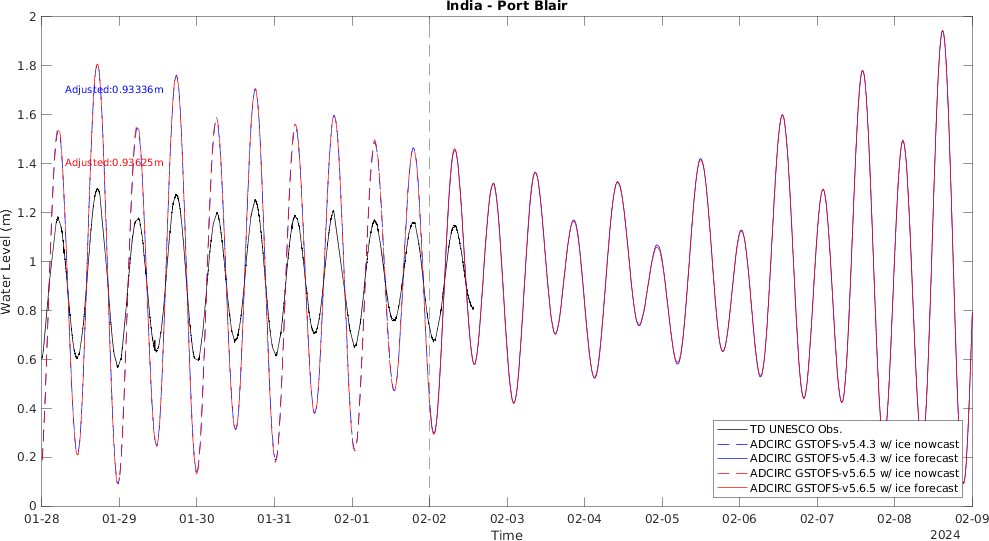 India - Port Blair
2
1.8
Adjusted:0.93336m
1.6
1.4
Adjusted:0.93625m
1.2
1
0.8
0.6
0.4
0.2
0
Water Level (m)
TD UNESCO Obs.
ADCIRC GSTOFS-v5.4.3 w/ ice nowcast
ADCIRC GSTOFS-v5.4.3 w/ ice forecast
ADCIRC GSTOFS-v5.6.5 w/ ice nowcast
ADCIRC GSTOFS-v5.6.5 w/ ice forecast
01-28 01-29 01-30 01-31 02-01 02-02 02-03 02-04 02-05 02-06 02-07 02-08 02-09
Time 2024